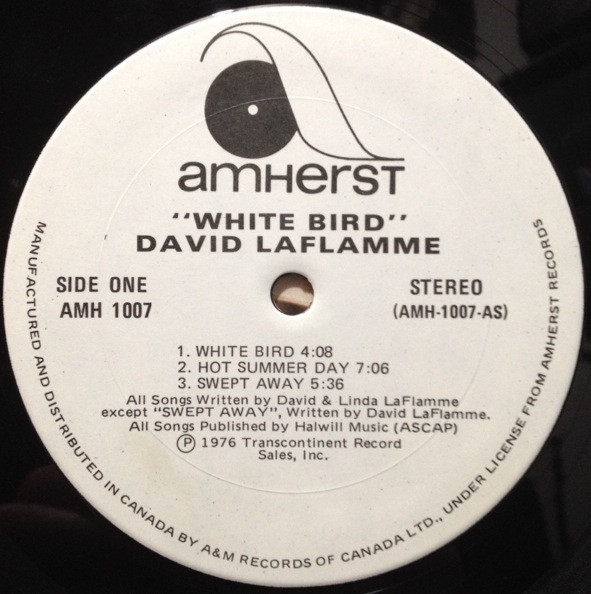 amHersT
"WHITE BIRD"
DAVID LAFLAMME
SIDE ONE
AMH 1007
STEREO
(AMH-1007-AS)
1. WHITE BIRD 4:08
2. HOT SUMMER DAY 7:06
3. SWEPT AWAY 5:36
All Songs Written by David & Linda LaFlamme
except "SWEPT AWAY", Written by David LaFlamme.
All Songs Published by Halwill Music (ASCAP)
Ⓟ 1976 Transcontinent Record
Sales, Inc.
MANUFACTURED AND DISTRIBUTED IN CANADA BY A&M RECORDS OF CANADA LTD., UNDER LICENSE FROM AMHERST RECORDS